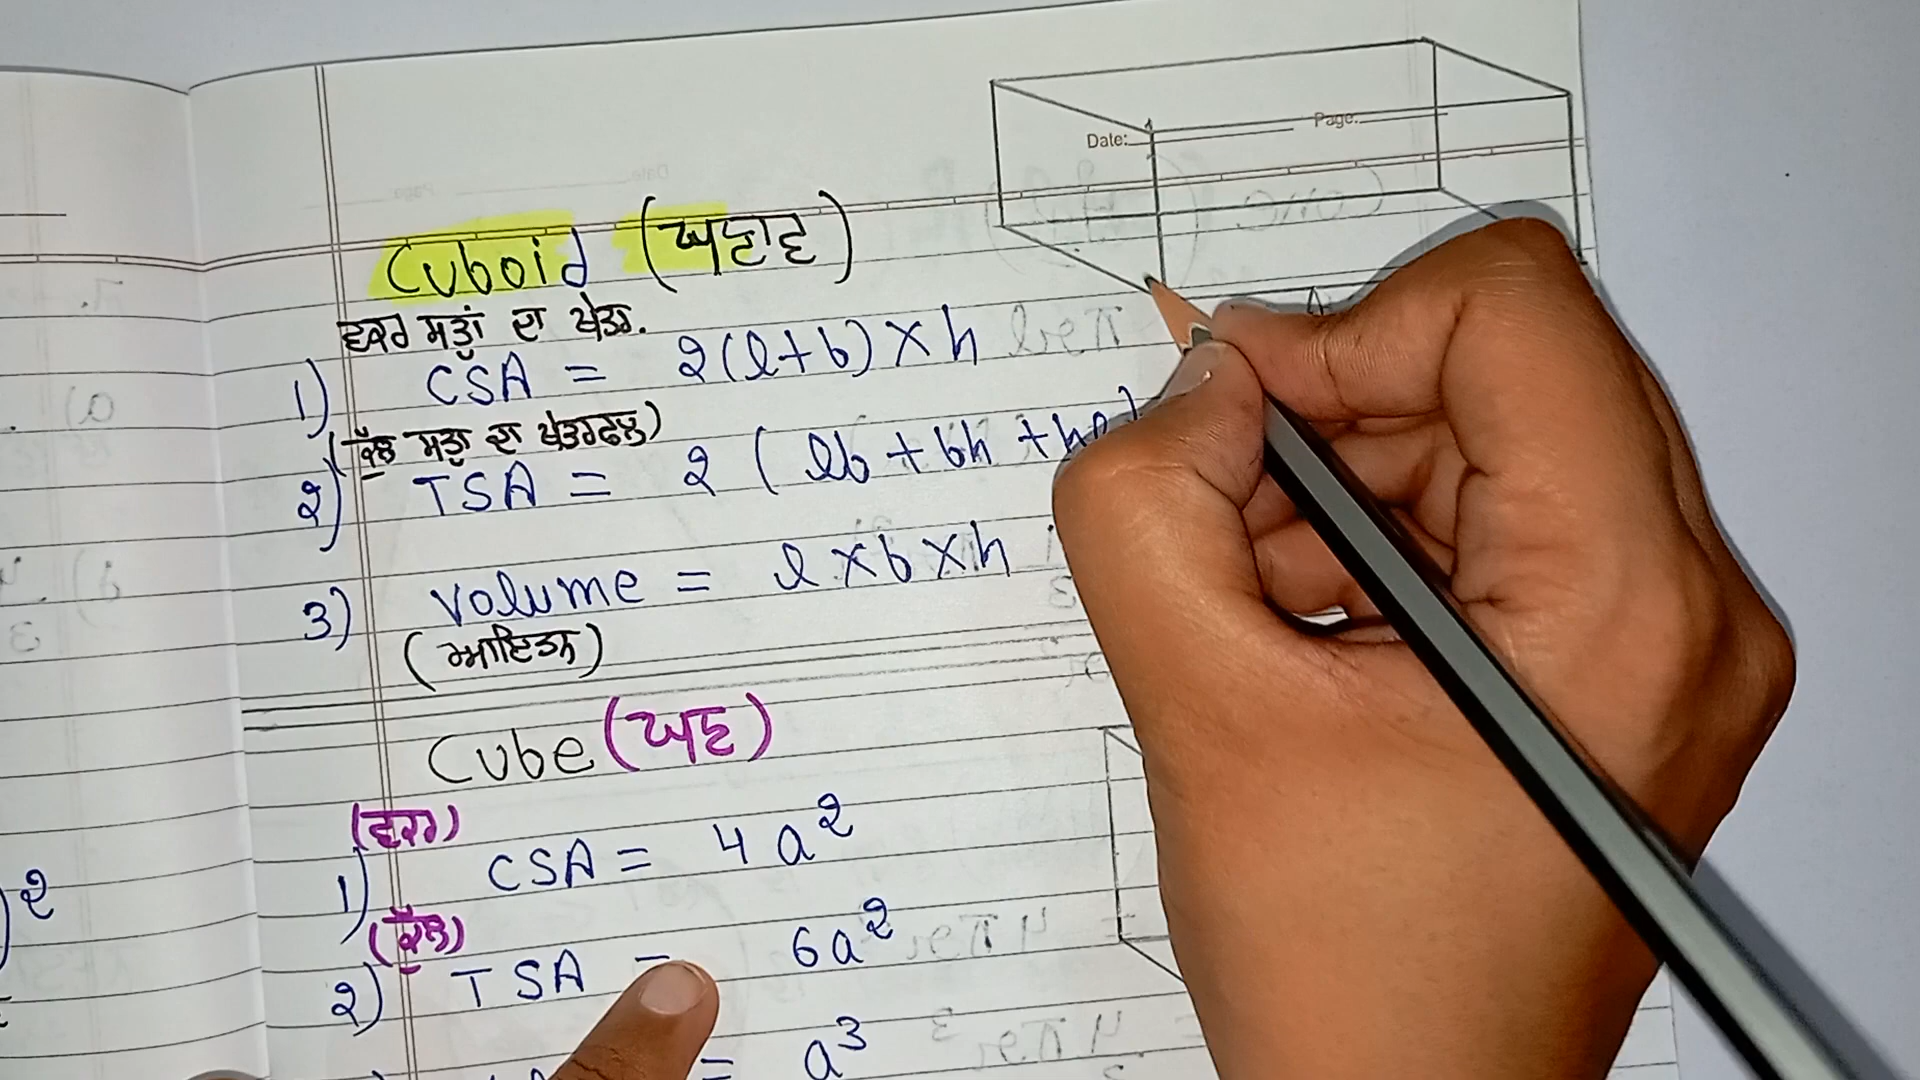 Date: Page:
Cuboid (ਘਣਾਵ)
ਵਕਰ ਸਤ੍ਹਾਂ ਦਾ ਖੇਤਰ.
1) CSA = 2(l+b) × h
(ਕੁੱਲ ਸਤ੍ਹਾ ਦਾ ਖੇਤਰਫਲ)
2) TSA = 2 ( lb + bh + hl)
3) Volume = l × b × h
(ਆਇਤਨ)
Cube (ਘਣ)
(ਵਕਰ)
1) CSA = 4a²
(ਕੁੱਲ)
2) TSA = 6a²
= a³